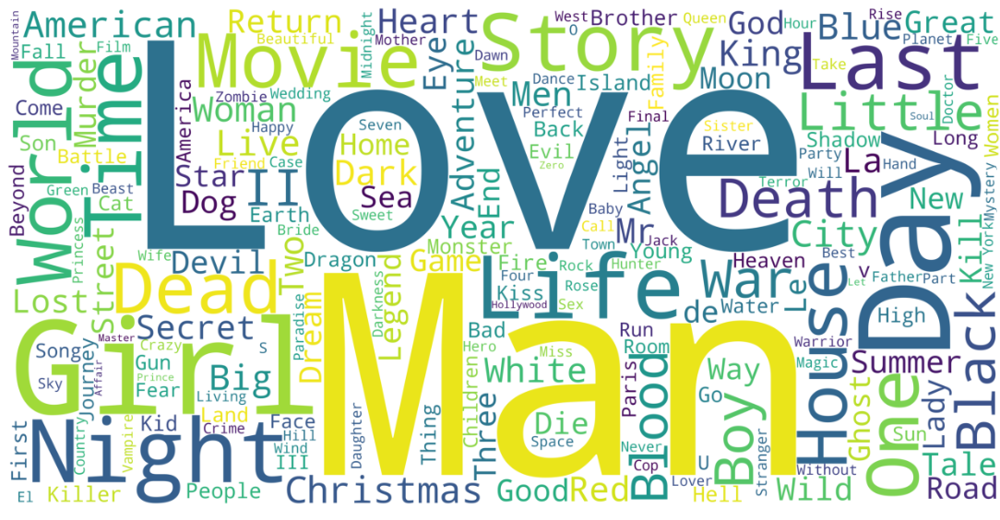 American
Return
Heart
West
Brother
God
Blue
Queen
Rise
Great
Mountain
Fall
Film
Beautiful
Mother
Midnight
Eye
O
Hour
Planet
Five
Movie
Story
Dawn
King
Last
World
Time
Love
Murder
Zombie
Wedding
Adventure
Meet
Dance
Island
Moon
Take
Doctor
Come
America
Woman
Men
Perfect
Family
Little
Soul
Son
Happy
Seven
Back
Final
Sister
Women
Battle
Live
Home
Evil
Light
Angel
River
Shadow
Long
Friend
Case
Dark
Zero
Party
Hand
Green
Beast
Star
II
Will
Terror
La
Beyond
Cat
Dog
Sea
End
Baby
Death
New
Mystery
Princess
Earth
Sweet
Year
Call
Mr
Jack
City
Day
Kill
New York
Street
Bride
Monster
Town
Young
Wife
Devil
Two
Dragon
Game
Fire
Rock
Hunter
Heaven
Best
V
Father
Part
Lost
Dead
Legend
Four
Rose
Life
War
Le
Let
Kiss
Hollywood
de
Water
House
High
Black
Girl
Secret
Paradise
Darkness
Sex
Man
Master
Dream
Bad
Run
Warrior
Song
Crazy
S
Hero
Miss
Room
Magic
Summer
Sky
Journey
Affair
Gun
Prince
Big
White
Paris
Way
Fear
Living
Children
Boy
Go
Ghost
One
Lady
Night
Land
Daughter
Thing
Three
Die
Blood
Sun
First
Country
Vampire
Kid
Crime
Face
Hill
Space
Never
Stranger
Wind
III
Cop
U
Without
Tale
El
Killer
People
Christmas
Good
Red
Lover
Hell
Wild
Road